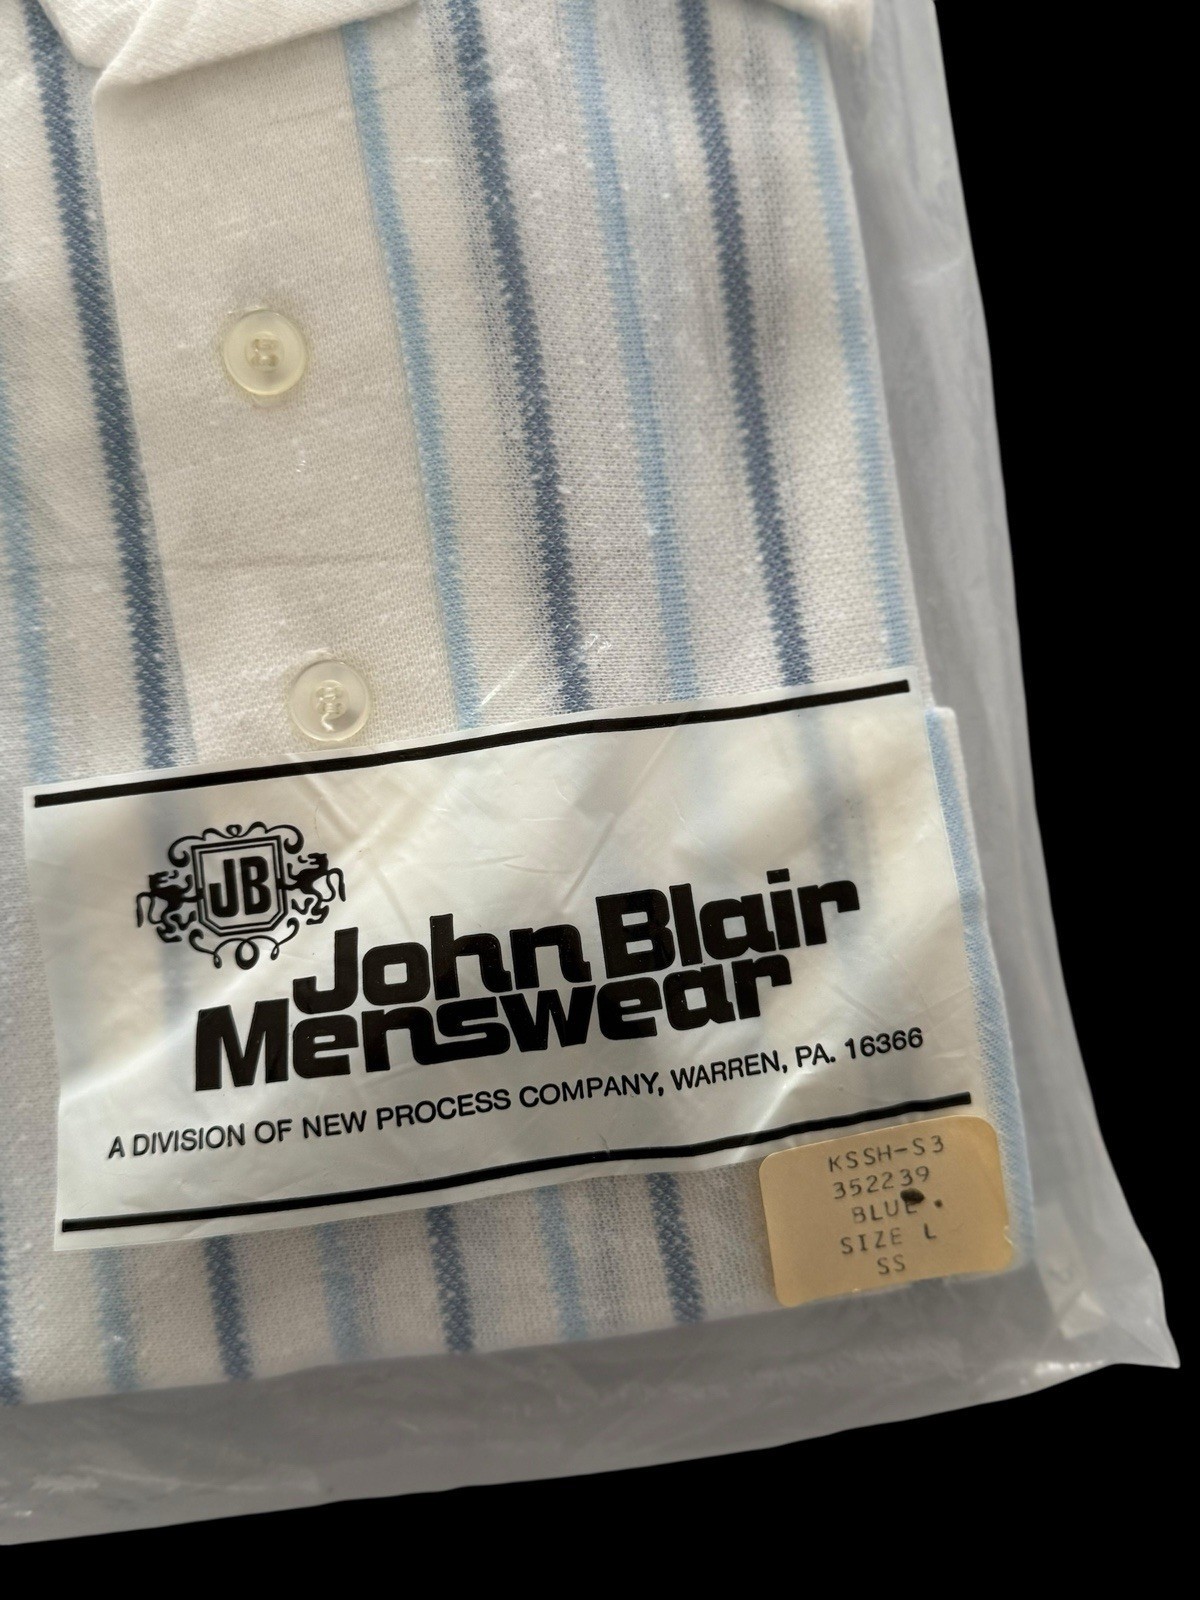 JB
John Blair
Menswear
A DIVISION OF NEW PROCESS COMPANY, WARREN, PA. 16366
KSSH-S3
352239
BLUE
SIZE L
SS